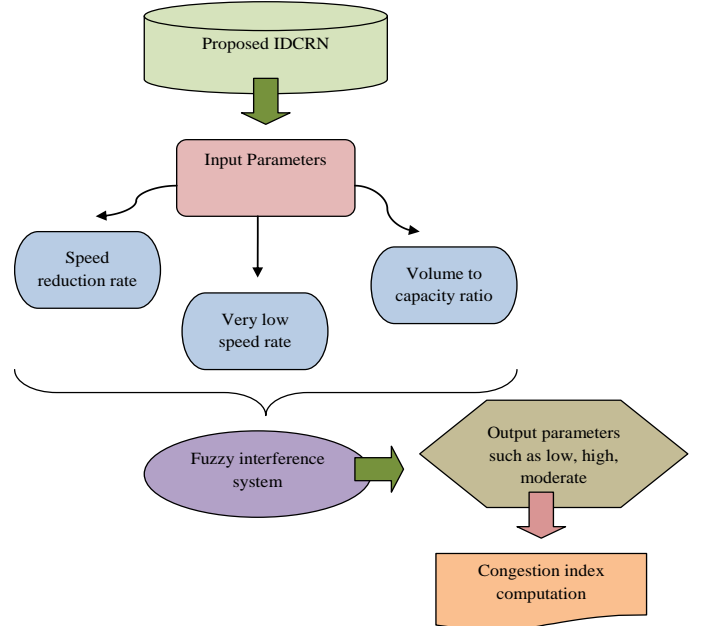 Proposed IDCRN
Input Parameters
Speed
reduction rate
Very low
speed rate
Volume to
capacity ratio
Fuzzy interference
system
Output parameters
such as low, high,
moderate
Congestion index
computation